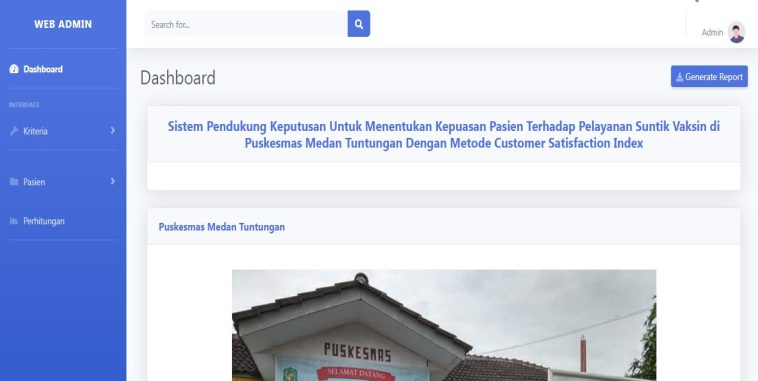 WEB ADMIN
Search for...
Admin
Dashboard
Dashboard
Generate Report
INTERFACE
Kriteria
Pasien
Perhitungan
Sistem Pendukung Keputusan Untuk Menentukan Kepuasan Pasien Terhadap Pelayanan Suntik Vaksin di
Puskesmas Medan Tuntungan Dengan Metode Customer Satisfaction Index
Puskesmas Medan Tuntungan
PUSKESMAS
SELAMAT DATANG